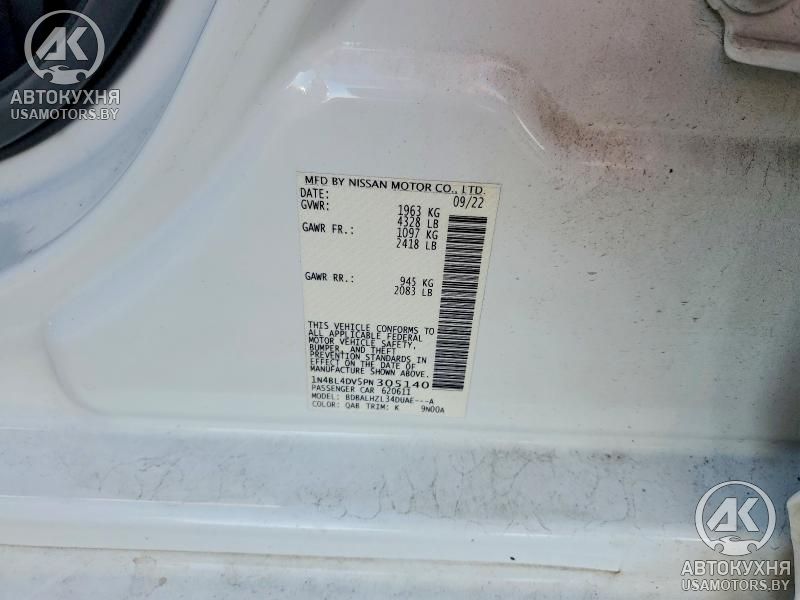 AK
АВТОКУХНЯ
USAMOTORS.BY
MFD BY NISSAN MOTOR CO., LTD.
DATE: 09/22
GVWR: 1963 KG
4328 LB
GAWR FR.: 1097 KG
2418 LB
GAWR RR.: 945 KG
2083 LB
THIS VEHICLE CONFORMS TO
ALL APPLICABLE FEDERAL
MOTOR VEHICLE SAFETY,
BUMPER, AND THEFT
PREVENTION STANDARDS IN
EFFECT ON THE DATE OF
MANUFACTURE SHOWN ABOVE.
1N4BL4DV5PN305140
PASSENGER CAR 620611
MODEL: BDBALHZL34DUAE---A
COLOR: QAB TRIM: K 9N00A
AK
АВТОКУХНЯ
USAMOTORS.BY